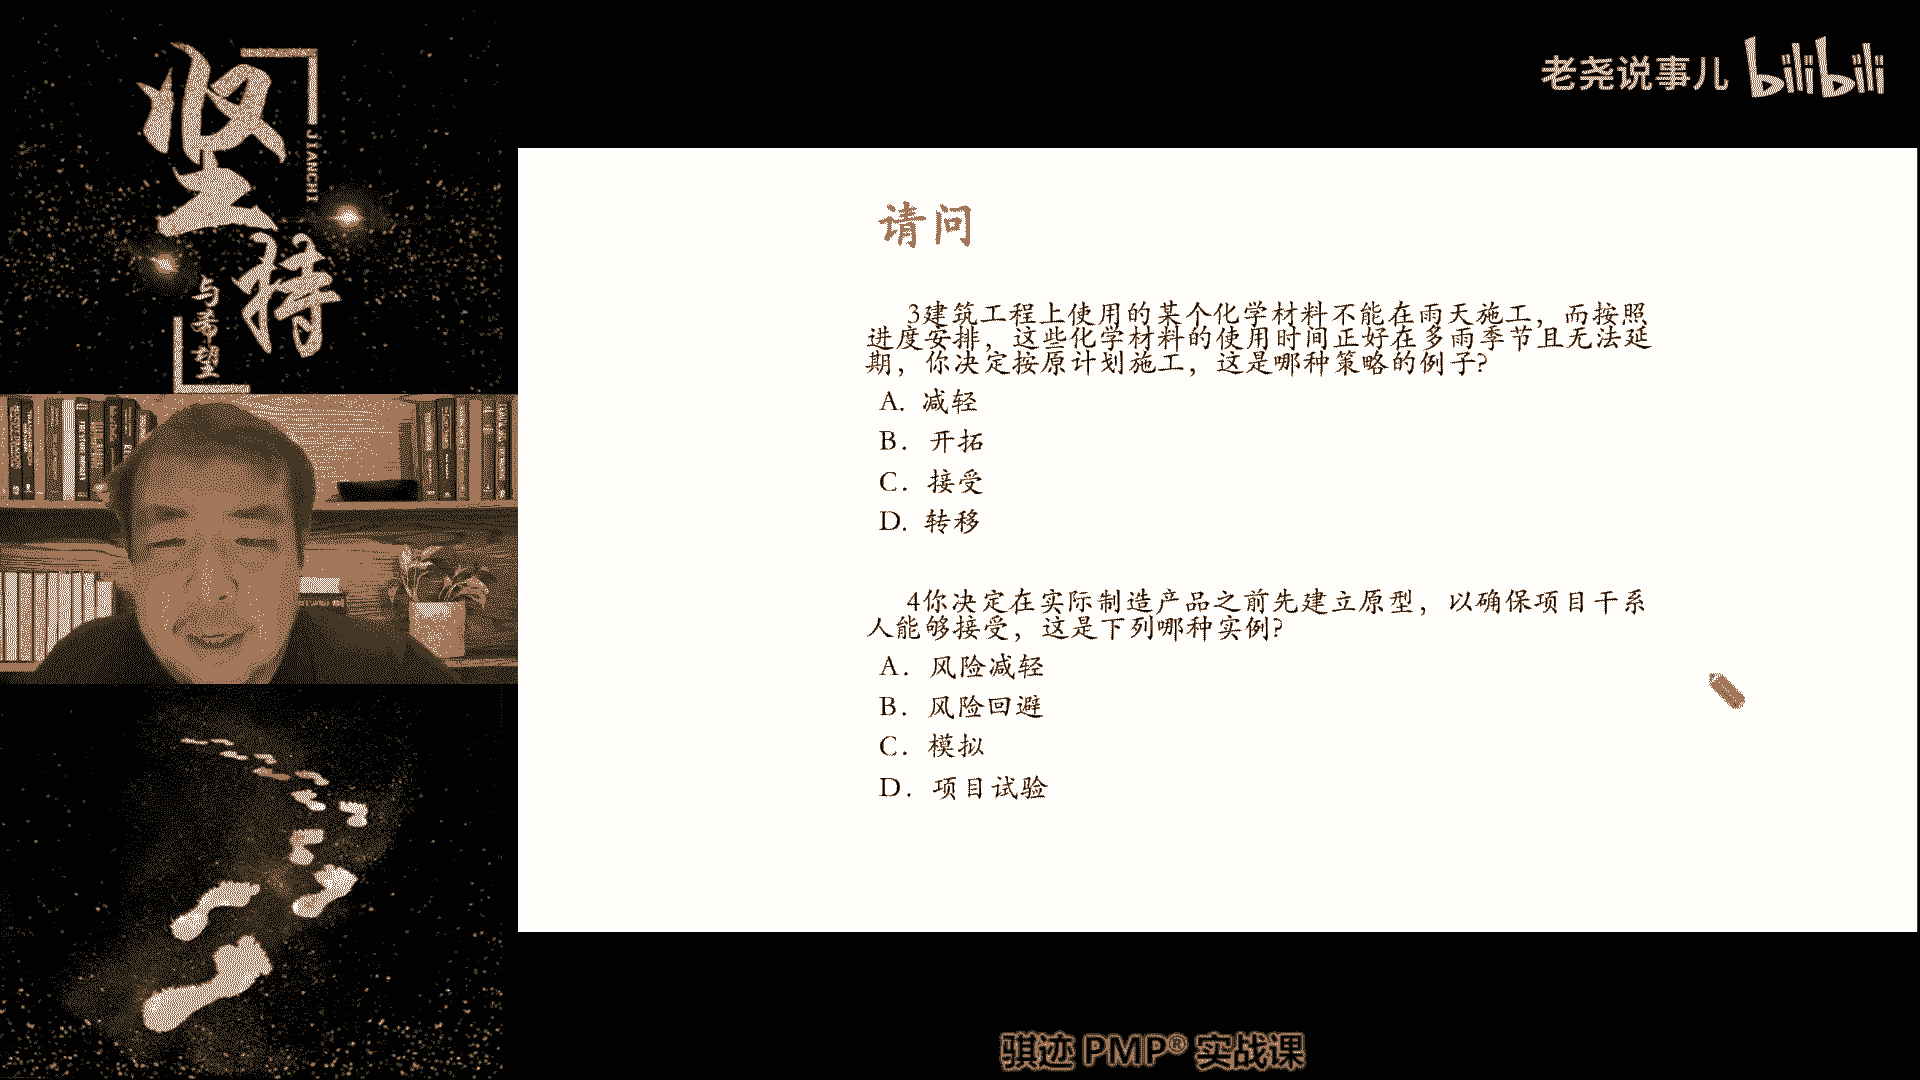 坚持
JIANCHI
与希望
老尧说事儿 bilibili
请问
3建筑工程上使用的某个化学材料不能在雨天施工，而按照
进度安排，这些化学材料的使用时间正好在多雨季节且无法延
期，你决定按原计划施工，这是哪种策略的例子?
A. 减轻
B. 开拓
C. 接受
D. 转移
4你决定在实际制造产品之前先建立原型，以确保项目干系
人能够接受，这是下列哪种实例?
A. 风险减轻
B. 风险回避
C. 模拟
D. 项目试验
骐迹 PMP® 实战课